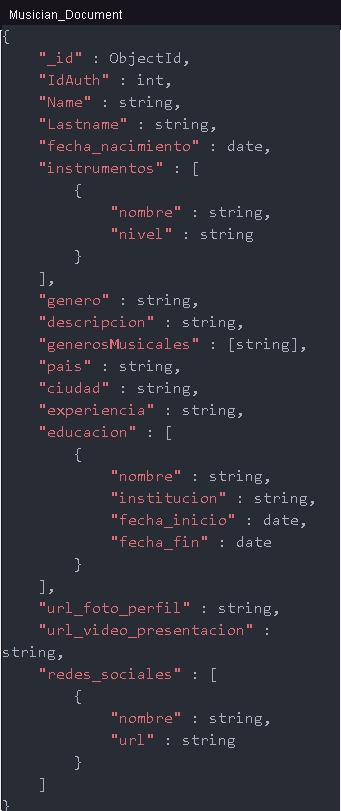 Musician_Document
{
"_id" : ObjectId,
"IdAuth" : int,
"Name" : string,
"Lastname" : string,
"fecha_nacimiento" : date,
"instrumentos" : [
{
"nombre" : string,
"nivel" : string
}
],
"genero" : string,
"descripcion" : string,
"generosMusicales" : [string],
"pais" : string,
"ciudad" : string,
"experiencia" : string,
"educacion" : [
{
"nombre" : string,
"institucion" : string,
"fecha_inicio" : date,
"fecha_fin" : date
}
],
"url_foto_perfil" : string,
"url_video_presentacion" :
string,
"redes_sociales" : [
{
"nombre" : string,
"url" : string
}
]
}